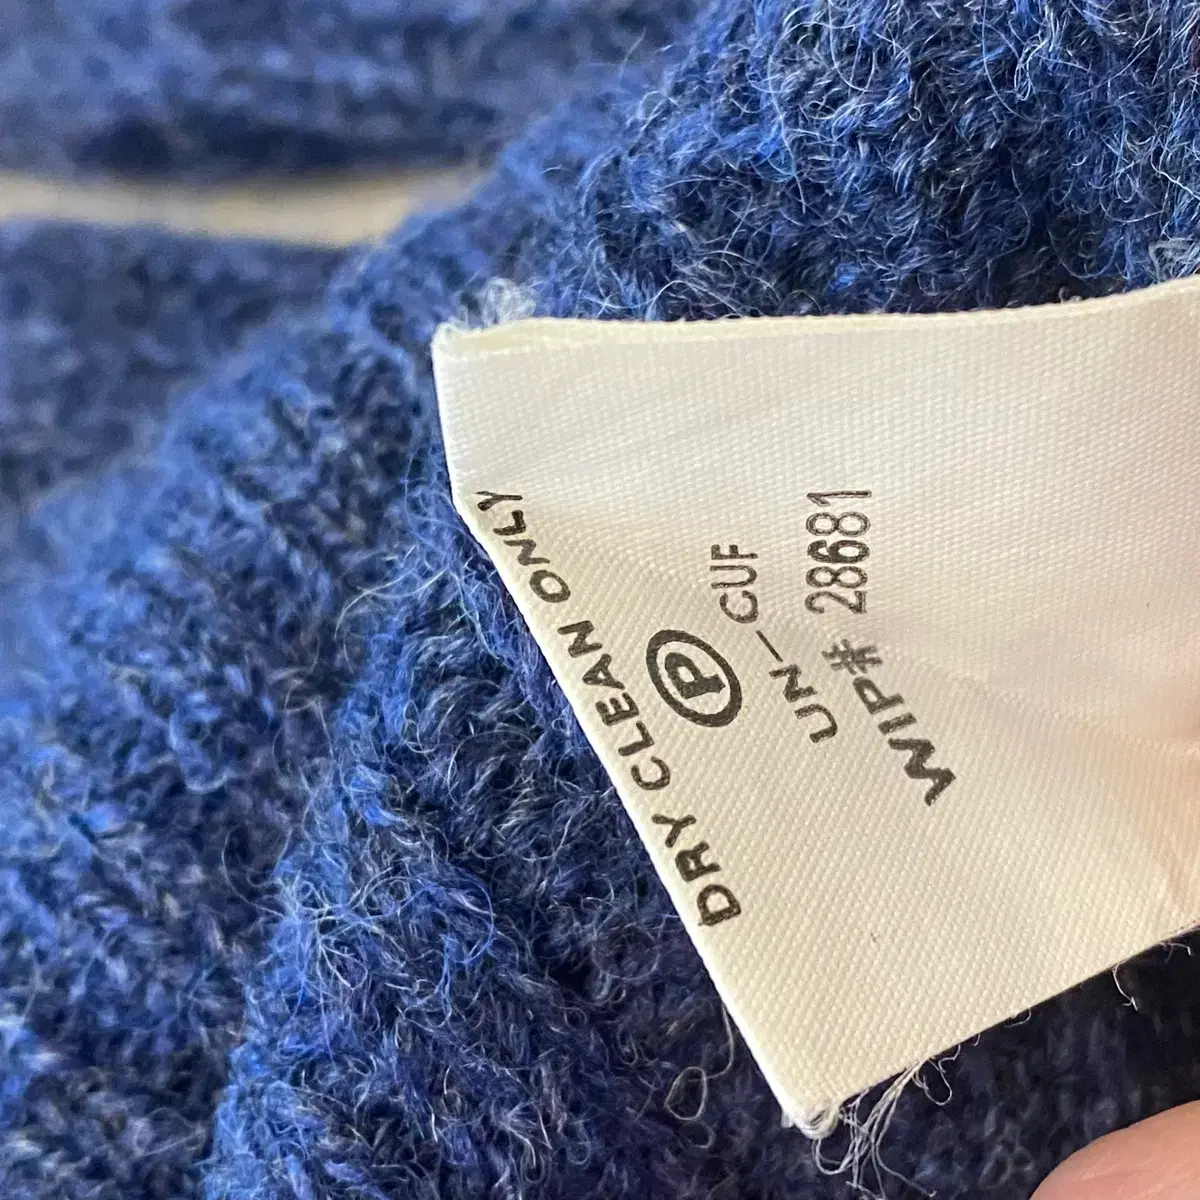 DRY CLEAN ONLY
P
UN-CUF
WIP# 28681